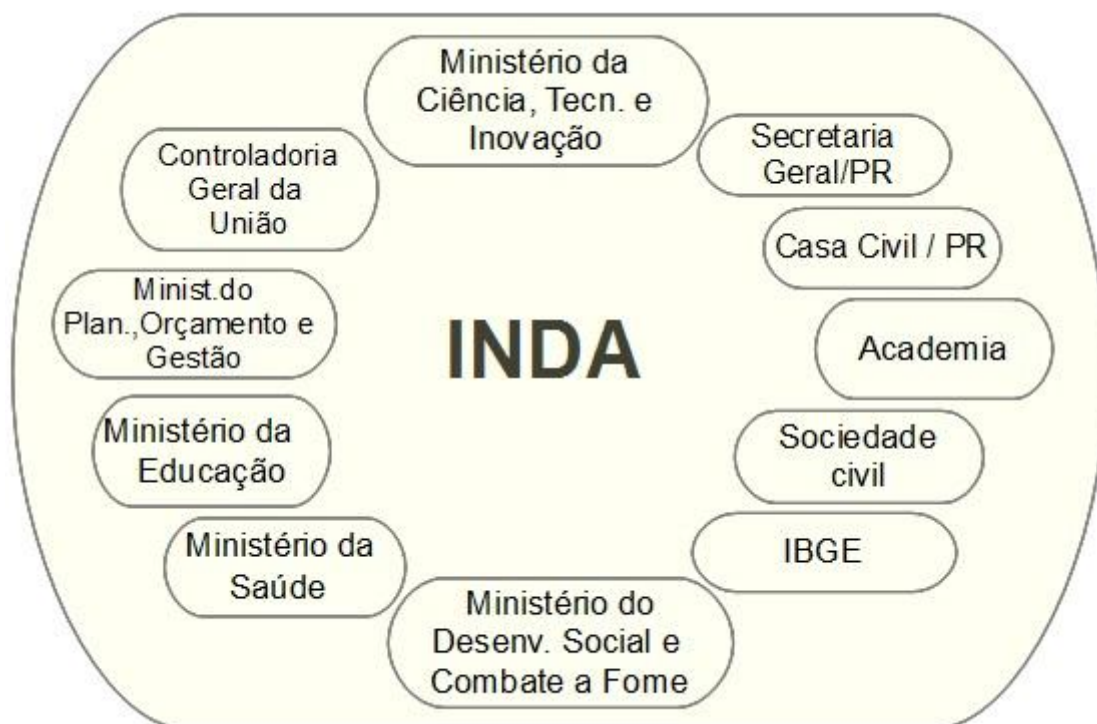 Ministério da
Ciência, Tecn. e
Inovação
Secretaria
Geral/PR
Controladoria
Geral da
União
Casa Civil / PR
Minist.do
Plan.,Orçamento e
Gestão
INDA
Academia
Ministério da
Educação
Sociedade
civil
Ministério da
Saúde
IBGE
Ministério do
Desenv. Social e
Combate a Fome